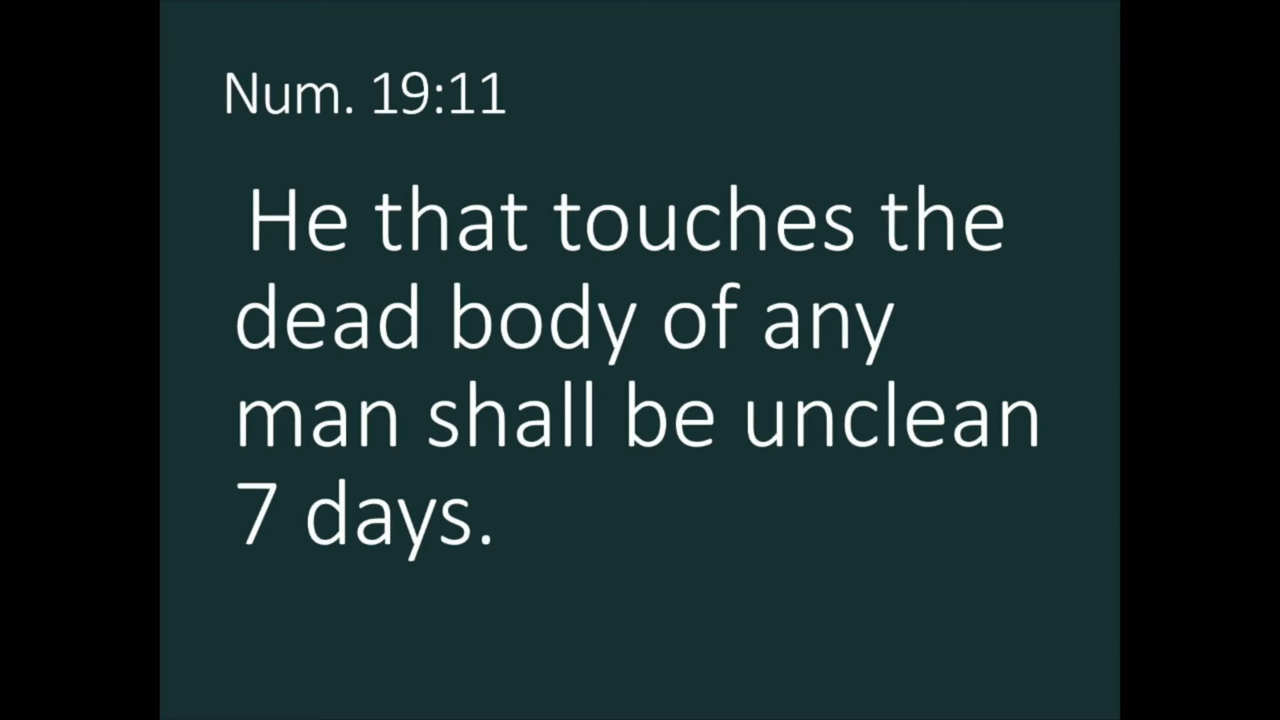 Num. 19:11
He that touches the
dead body of any
man shall be unclean
7 days.